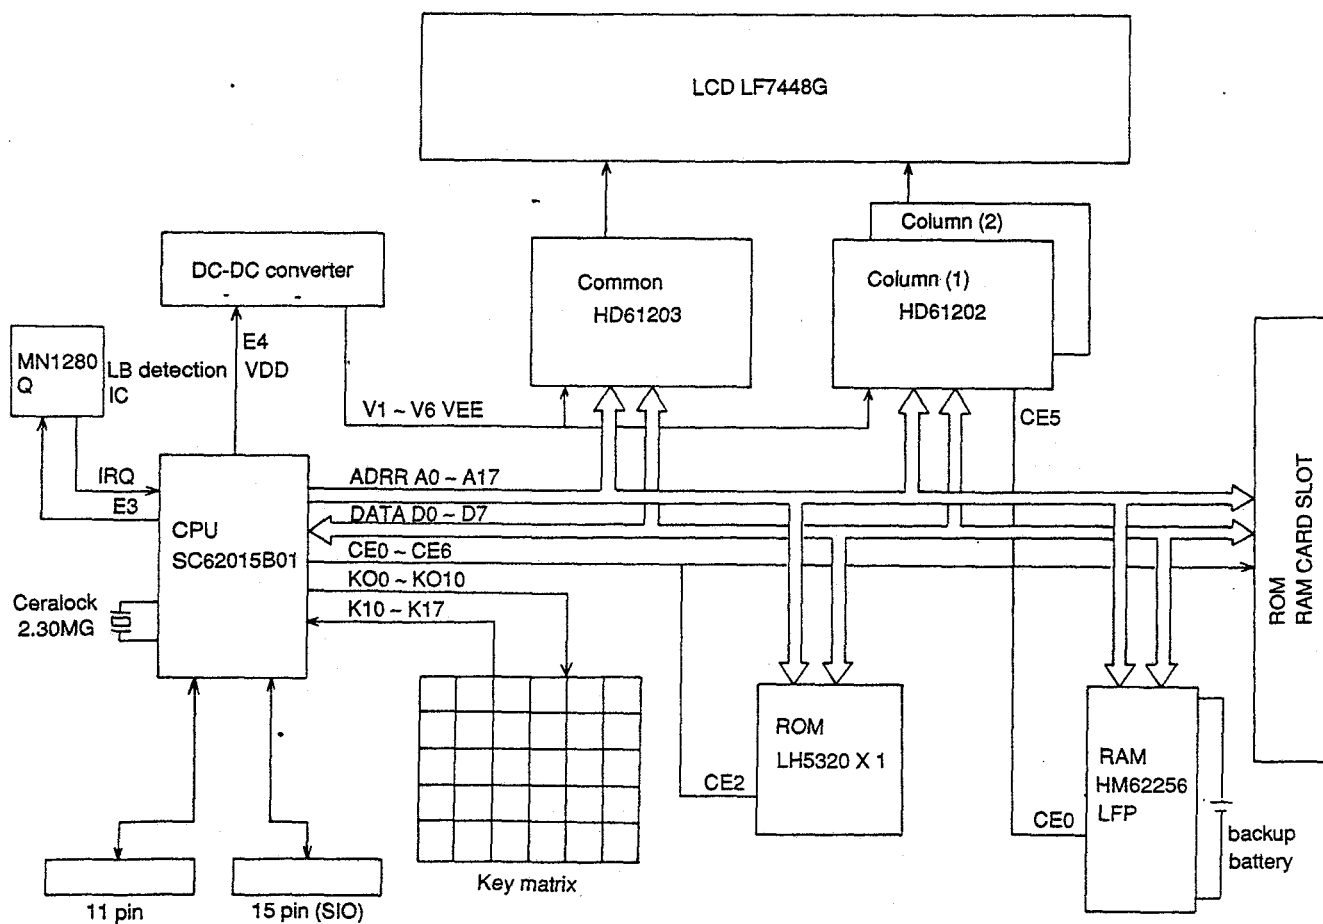 LCD LF7448G
Column (2)
DC-DC converter
Common
HD61203
Column (1)
HD61202
MN1280
Q
LB detection
IC
E4
VDD
V1 ~ V6 VEE
CE5
IRQ
E3
ADRR A0 ~ A17
DATA D0 ~ D7
CE0 ~ CE6
KO0 ~ KO10
K10 ~ K17
CPU
SC62015B01
Ceralock
2.30MG
ROM
RAM CARD SLOT
ROM
LH5320 X 1
CE2
RAM
HM62256
LFP
CE0
backup
battery
Key matrix
11 pin
15 pin (SIO)